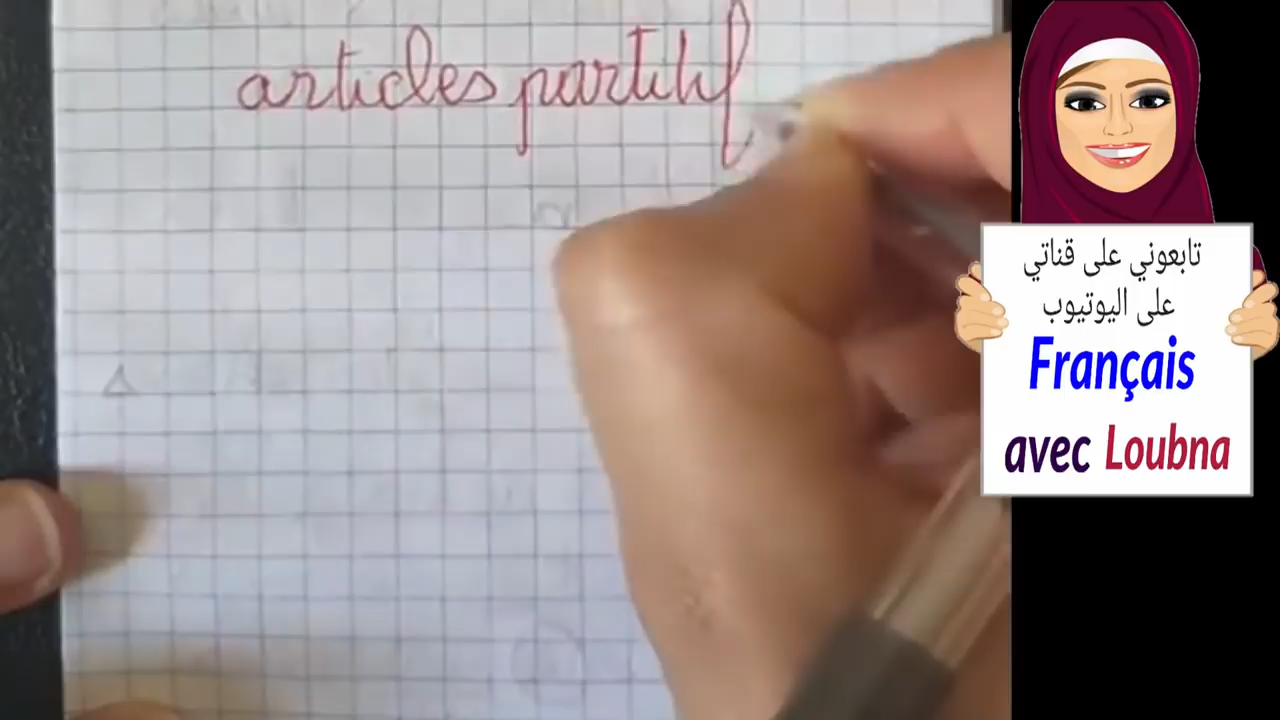 articles partitif
تابعوني على قناتي
على اليوتيوب
Français
avec Loubna